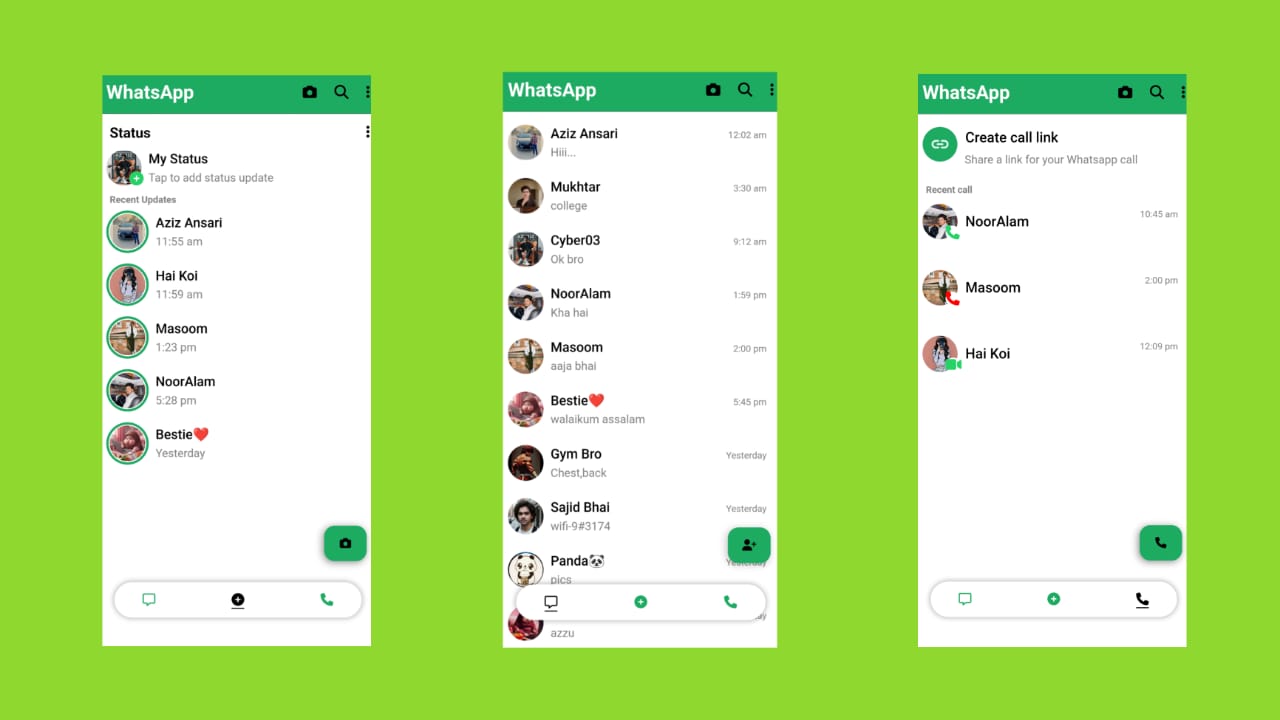 WhatsApp
Status
My Status
Tap to add status update
Recent Updates
Aziz Ansari
11:55 am
Hai Koi
11:59 am
Masoom
1:23 pm
NoorAlam
5:28 pm
Bestie❤️
Yesterday
WhatsApp
Aziz Ansari 12:02 am
Hiii...
Mukhtar 3:30 am
college
Cyber03 9:12 am
Ok bro
NoorAlam 1:59 pm
Kha hai
Masoom 2:00 pm
aaja bhai
Bestie❤️ 5:45 pm
walaikum assalam
Gym Bro Yesterday
Chest,back
Sajid Bhai Yesterday
wifi-9#3174
Panda🐼 Yesterday
pics
azzu
WhatsApp
Create call link
Share a link for your Whatsapp call
Recent call
NoorAlam 10:45 am
Masoom 2:00 pm
Hai Koi 12:09 pm